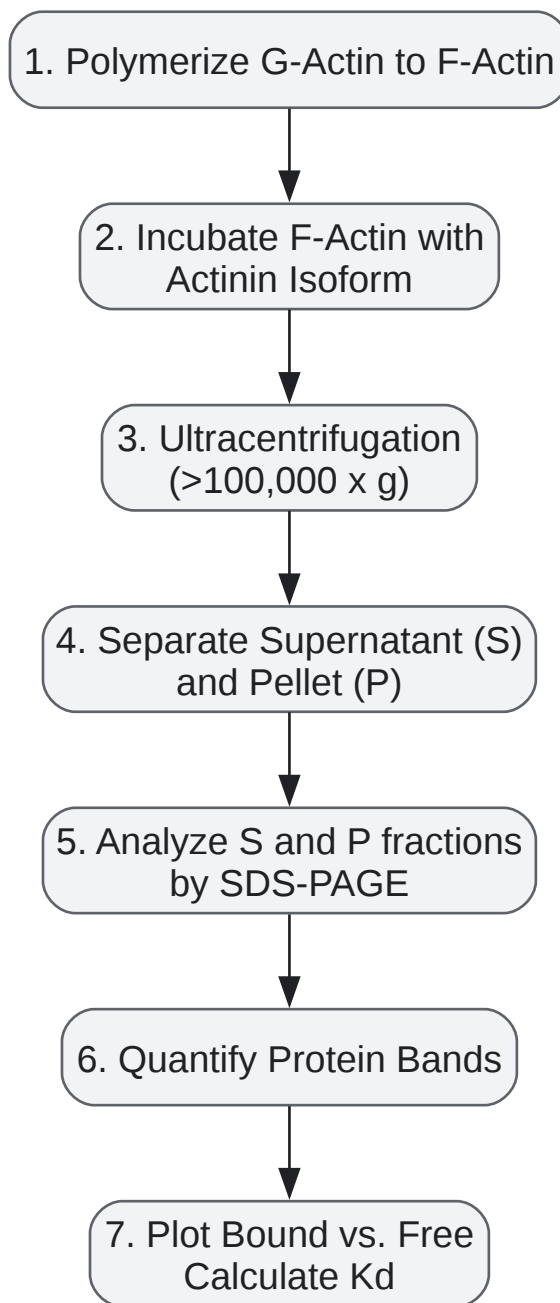 1. Polymerize G-Actin to F-Actin
2. Incubate F-Actin with
Actinin Isoform
3. Ultracentrifugation
(>100,000 x g)
4. Separate Supernatant (S)
and Pellet (P)
5. Analyze S and P fractions
by SDS-PAGE
6. Quantify Protein Bands
7. Plot Bound vs. Free
Calculate Kd